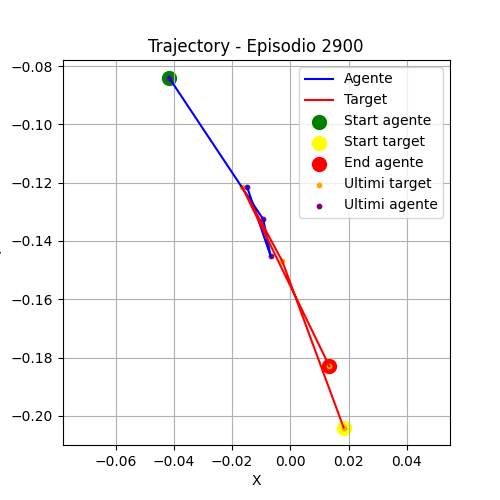 Trajectory - Episodio 2900
Agente
Target
Start agente
Start target
End agente
Ultimi target
Ultimi agente
−0.08
−0.10
−0.12
−0.14
−0.16
−0.18
−0.20
−0.06
−0.04
−0.02
0.00
0.02
0.04
X